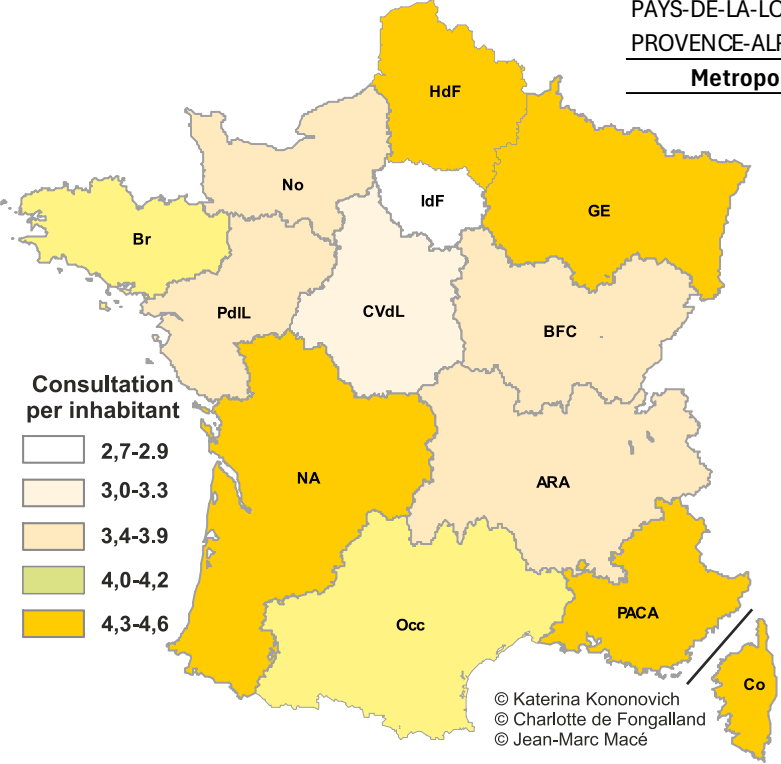 PAYS-DE-LA-LO
PROVENCE-ALP
Metropo
HdF
No
IdF
GE
Br
PdlL
CVdL
BFC
Consultation
per inhabitant
2,7-2.9
3,0-3.3
3,4-3.9
4,0-4,2
4,3-4,6
NA
ARA
Occ
PACA
Co
© Katerina Kononovich
© Charlotte de Fongalland
© Jean-Marc Macé